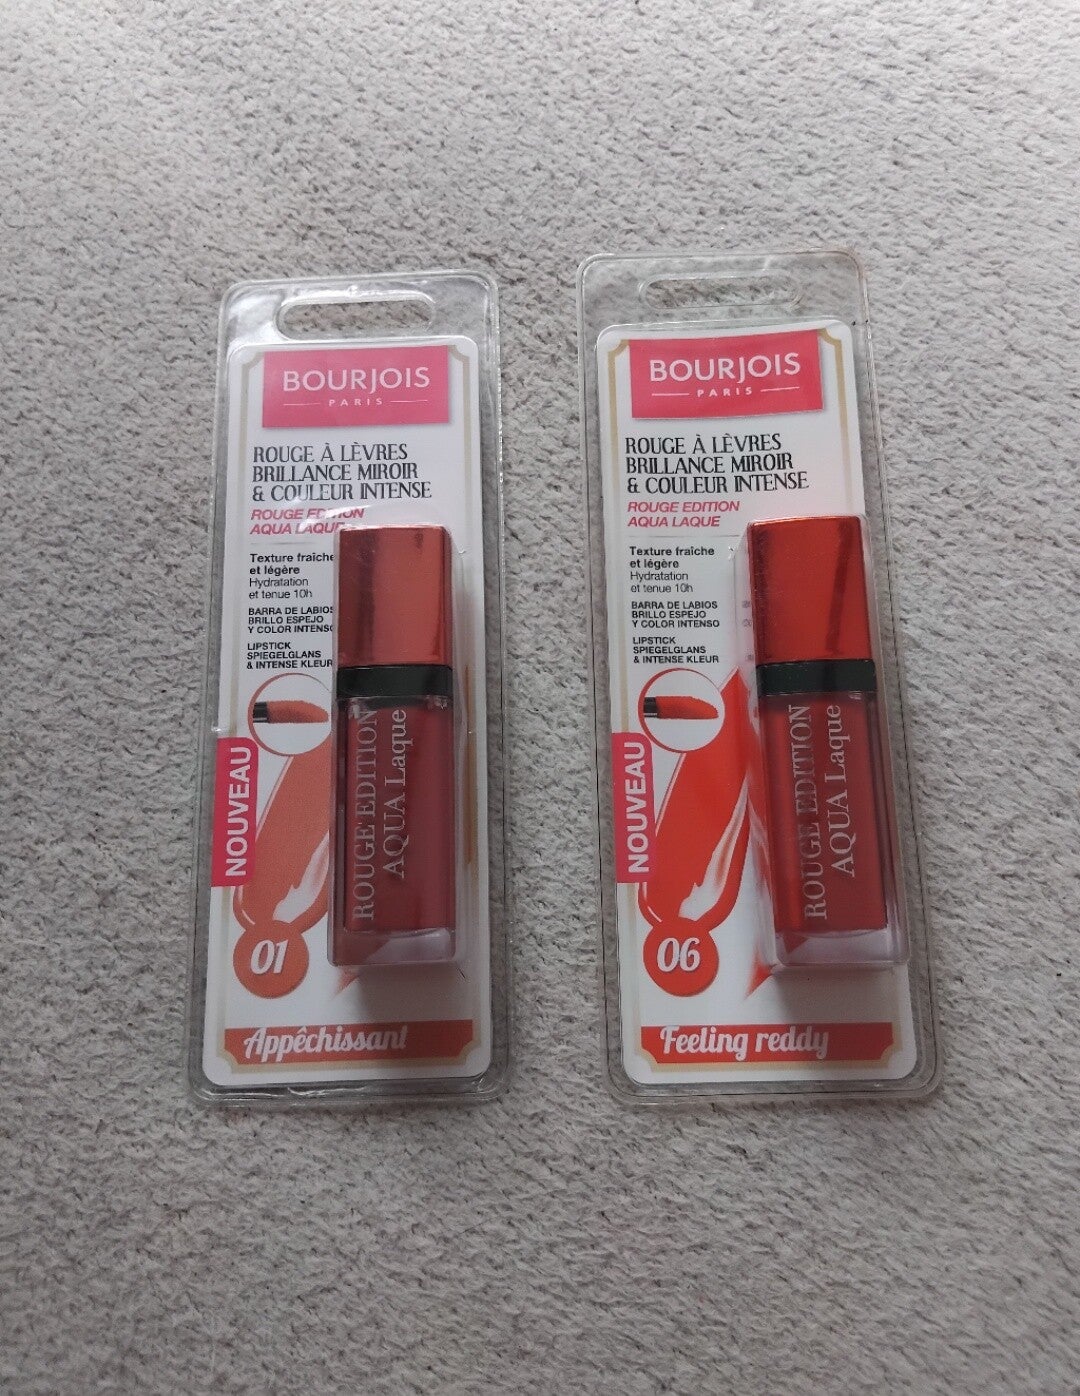 BOURJOIS
PARIS
ROUGE À LÈVRES
BRILLANCE MIROIR
& COULEUR INTENSE
ROUGE EDITION
AQUA LAQUE
Texture fraîche
et légère
Hydratation
et tenue 10h
BARRA DE LABIOS
BRILLO ESPEJO
Y COLOR INTENSO
LIPSTICK
SPIEGELGLANS
& INTENSE KLEUR
NOUVEAU
ROUGE EDITION
AQUA Laque
01
Appêchissant
BOURJOIS
PARIS
ROUGE À LÈVRES
BRILLANCE MIROIR
& COULEUR INTENSE
ROUGE EDITION
AQUA LAQUE
Texture fraîche
et légère
Hydratation
et tenue 10h
BARRA DE LABIOS
BRILLO ESPEJO
Y COLOR INTENSO
LIPSTICK
SPIEGELGLANS
& INTENSE KLEUR
NOUVEAU
ROUGE EDITION
AQUA Laque
06
Feeling reddy